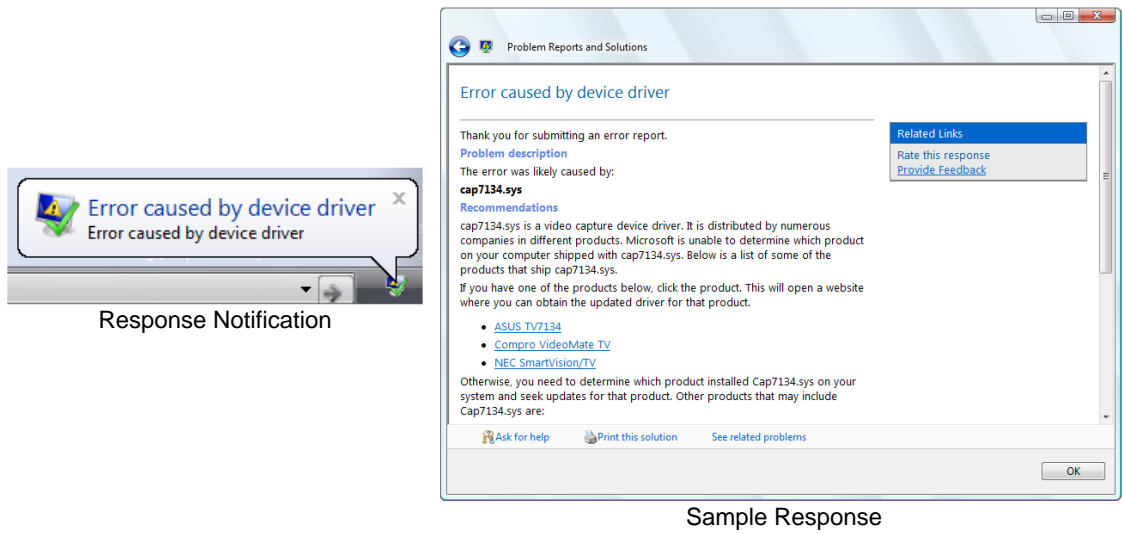 Error caused by device driver
Error caused by device driver
Response Notification
Problem Reports and Solutions
Error caused by device driver
Thank you for submitting an error report.
Problem description
The error was likely caused by:
cap7134.sys
Recommendations
cap7134.sys is a video capture device driver. It is distributed by numerous
companies in different products. Microsoft is unable to determine which product
on your computer shipped with cap7134.sys. Below is a list of some of the
products that ship cap7134.sys.
If you have one of the products below, click the product. This will open a website
where you can obtain the updated driver for that product.
ASUS TV7134
Compro VideoMate TV
NEC SmartVision/TV
Otherwise, you need to determine which product installed Cap7134.sys on your
system and seek updates for that product. Other products that may include
Cap7134.sys are:
Related Links
Rate this response
Provide Feedback
Ask for help
Print this solution
See related problems
OK
Sample Response